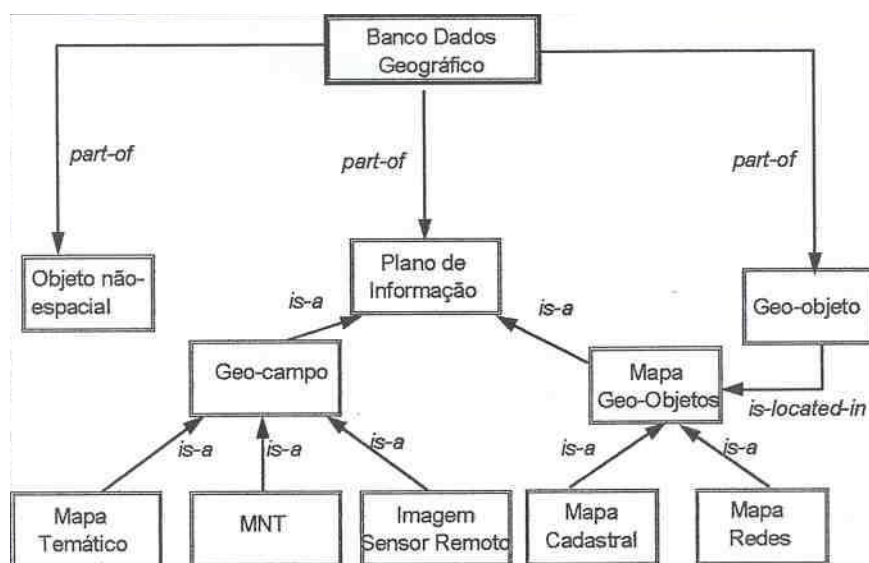 Banco Dados
Geográfico
part-of
part-of
part-of
Objeto não-
espacial
Plano de
Informação
Geo-objeto
is-a
is-a
Geo-campo
Mapa
Geo-Objetos
is-located-in
is-a
is-a
is-a
is-a
is-a
Mapa
Temático
MNT
Imagem
Sensor Remoto
Mapa
Cadastral
Mapa
Redes